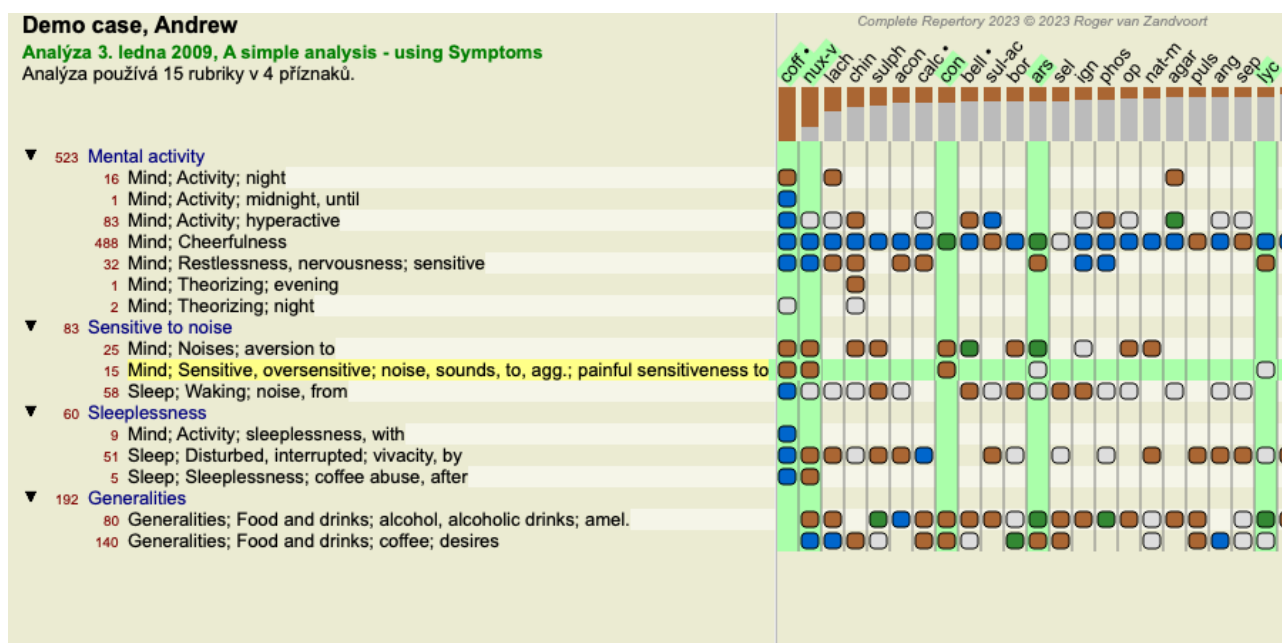 Demo case, Andrew
Complete Repertory 2023 © 2023 Roger van Zandvoort
Analýza 3. ledna 2009, A simple analysis - using Symptoms
Analýza používá 15 rubriky v 4 příznaků.
coff • nux-v lach chin sulph acon calc • con bell • sul-ac bor ars sel ign phos op nat-m agar puls ang sep lyc
523 Mental activity
16 Mind; Activity; night
1 Mind; Activity; midnight, until
83 Mind; Activity; hyperactive
488 Mind; Cheerfulness
32 Mind; Restlessness, nervousness; sensitive
1 Mind; Theorizing; evening
2 Mind; Theorizing; night
83 Sensitive to noise
25 Mind; Noises; aversion to
15 Mind; Sensitive, oversensitive; noise, sounds, to, agg.; painful sensitiveness to
58 Sleep; Waking; noise, from
60 Sleeplessness
9 Mind; Activity; sleeplessness, with
51 Sleep; Disturbed, interrupted; vivacity, by
5 Sleep; Sleeplessness; coffee abuse, after
192 Generalities
80 Generalities; Food and drinks; alcohol, alcoholic drinks; amel.
140 Generalities; Food and drinks; coffee; desires